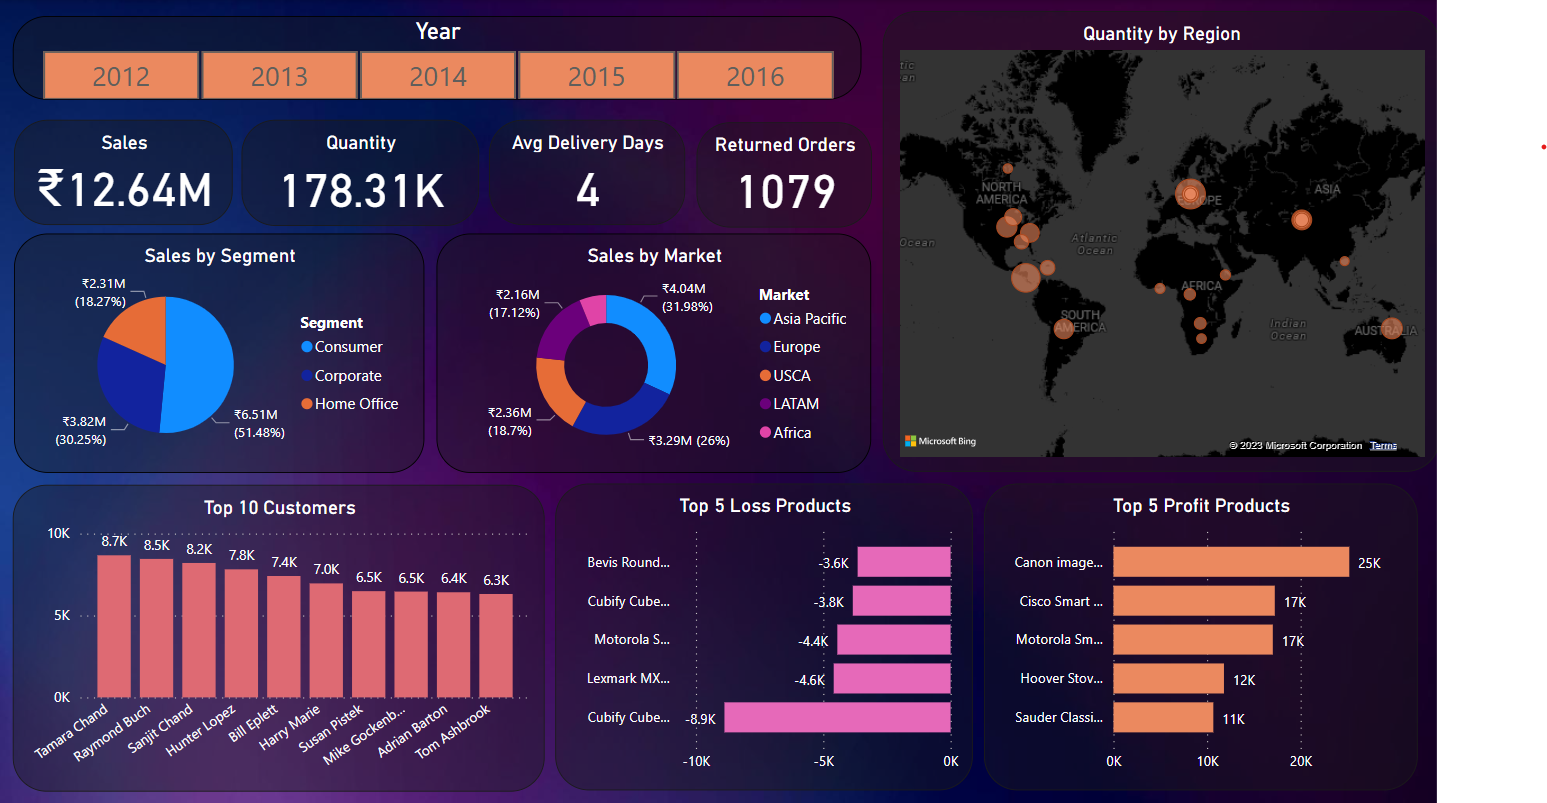 Year
2012
2013
2014
2015
2016
Sales
₹12.64M
Quantity
178.31K
Avg Delivery Days
4
Returned Orders
1079
Quantity by Region
NORTH
AMERICA
EUROPE
ASIA
Ocean
Atlantic
Ocean
AFRICA
SOUTH
AMERICA
Indian
Ocean
AUSTRALIA
Microsoft Bing
© 2023 Microsoft Corporation
Terms
Sales by Segment
₹2.31M
(18.27%)
₹3.82M
(30.25%)
₹6.51M
(51.48%)
Segment
Consumer
Corporate
Home Office
Sales by Market
₹2.16M
(17.12%)
₹4.04M
(31.98%)
₹2.36M
(18.7%)
₹3.29M (26%)
Market
Asia Pacific
Europe
USCA
LATAM
Africa
Top 10 Customers
10K
5K
0K
8.7K
8.5K
8.2K
7.8K
7.4K
7.0K
6.5K
6.5K
6.4K
6.3K
Tamara Chand
Raymond Buch
Sanjit Chand
Hunter Lopez
Bill Eplett
Harry Marie
Susan Pistek
Mike Gockenb...
Adrian Barton
Tom Ashbrook
Top 5 Loss Products
Bevis Round...
-3.6K
Cubify Cube...
-3.8K
Motorola S...
-4.4K
Lexmark MX...
-4.6K
Cubify Cube...
-8.9K
-10K
-5K
0K
Top 5 Profit Products
Canon image...
25K
Cisco Smart ...
17K
Motorola Sm...
17K
Hoover Stov...
12K
Sauder Classi...
11K
0K
10K
20K